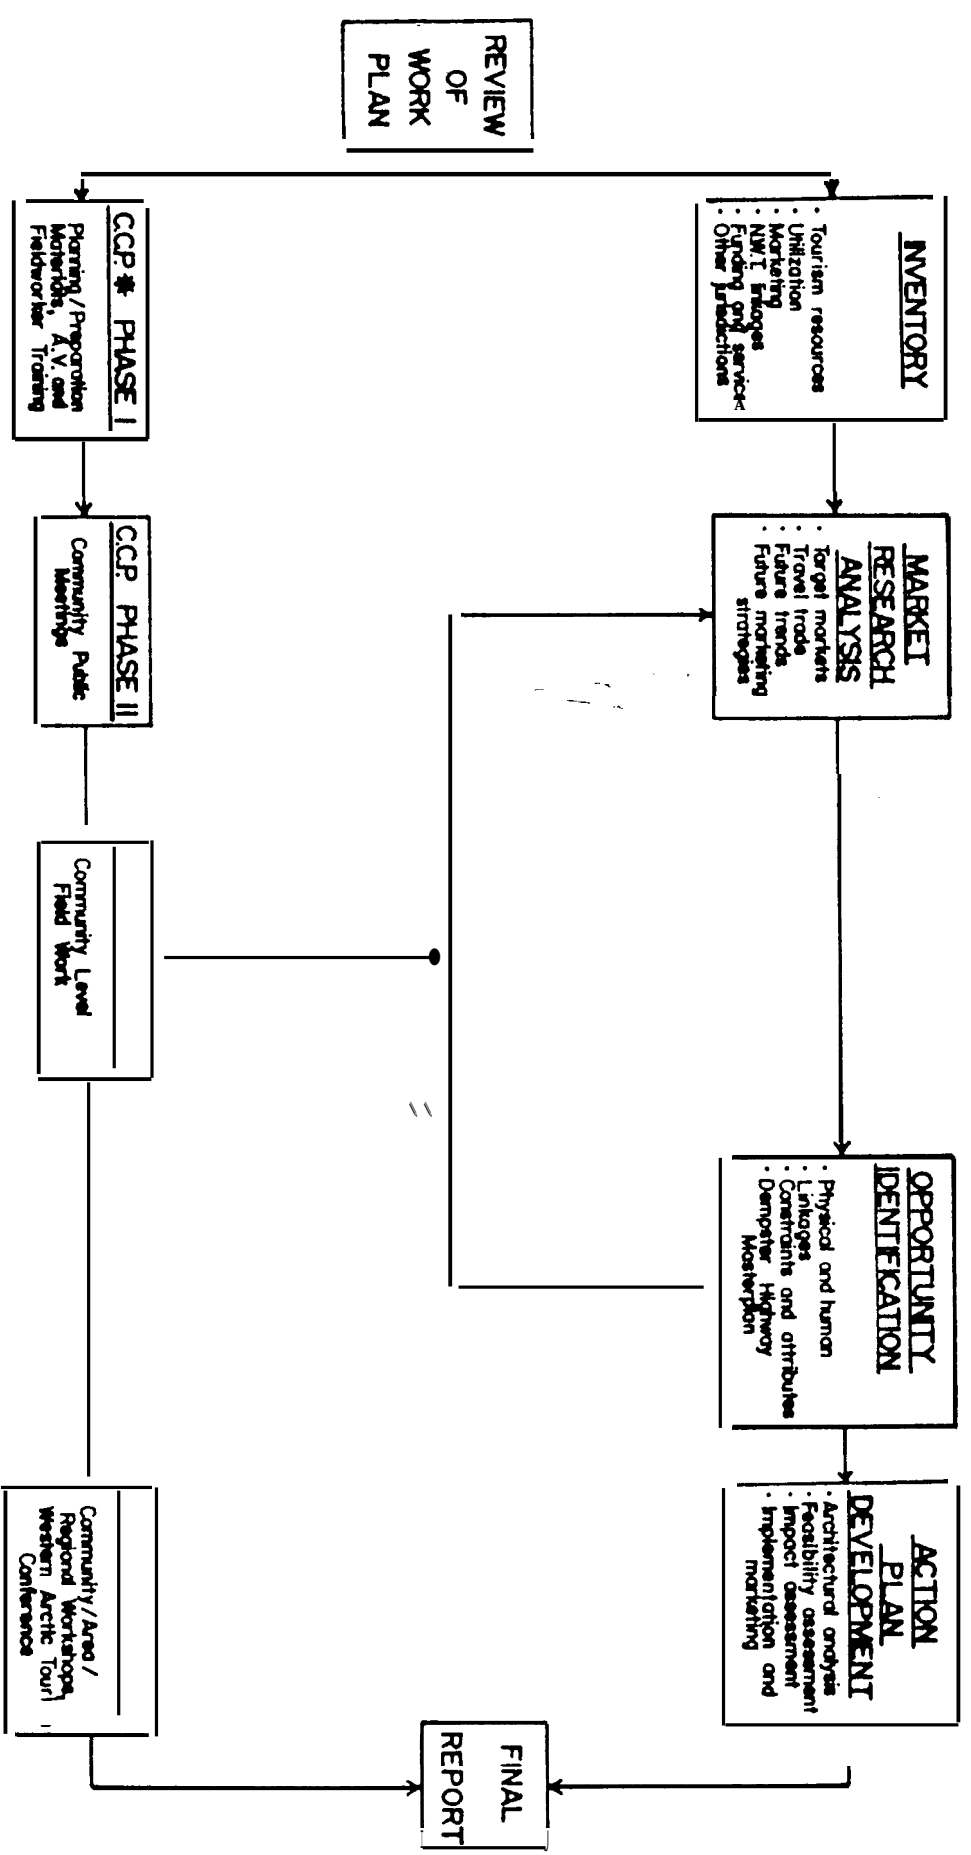 REVIEW
OF
WORK
PLAN
INVENTORY
• Tourism resources
• Utilization
• Marketing
• N.W.T. linkages
• Funding and services
• Other jurisdictions
MARKET
RESEARCH
ANALYSIS
• Target markets
• Travel trade
• Future trends
• Future marketing
strategies
OPPORTUNITY
IDENTIFICATION
• Physical and human
• Linkages
• Constraints and attributes
• Dempster Highway
Masterplan
ACTION
PLAN
DEVELOPMENT
• Architectural analysis
• Feasibility assessment
• Impact assessment
• Implementation and
marketing
C.C.P.* PHASE I
Planning/Preparation
Materials, A.V. and
Fieldworker Training
C.C.P. PHASE II
Community Public
Meetings
Community Level
Field Work
Community/Area/
Regional Workshops,
Western Arctic Touri
Conference
FINAL
REPORT